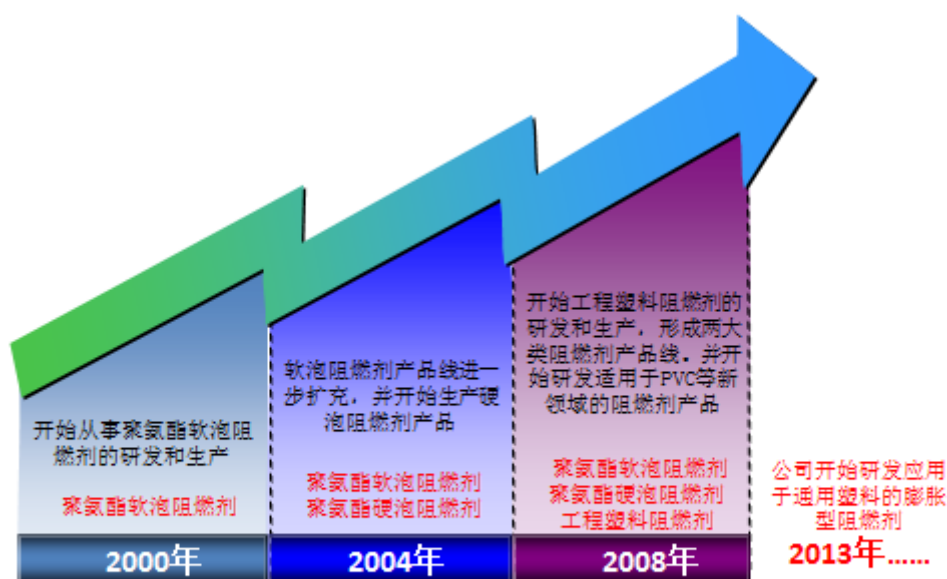 开始从事聚氨酯软泡阻
燃剂的研发和生产
聚氨酯软泡阻燃剂
2000年
软泡阻燃剂产品线进一
步扩充，并开始生产硬
泡阻燃剂产品
聚氨酯软泡阻燃剂
聚氨酯硬泡阻燃剂
2004年
开始工程塑料阻燃剂的
研发和生产，形成两大
类阻燃剂产品线。并开
始研发适用于PVC等新
领域的阻燃剂产品
聚氨酯软泡阻燃剂
聚氨酯硬泡阻燃剂
工程塑料阻燃剂
2008年
公司开始研发应用
于通用塑料的膨胀
型阻燃剂
2013年……